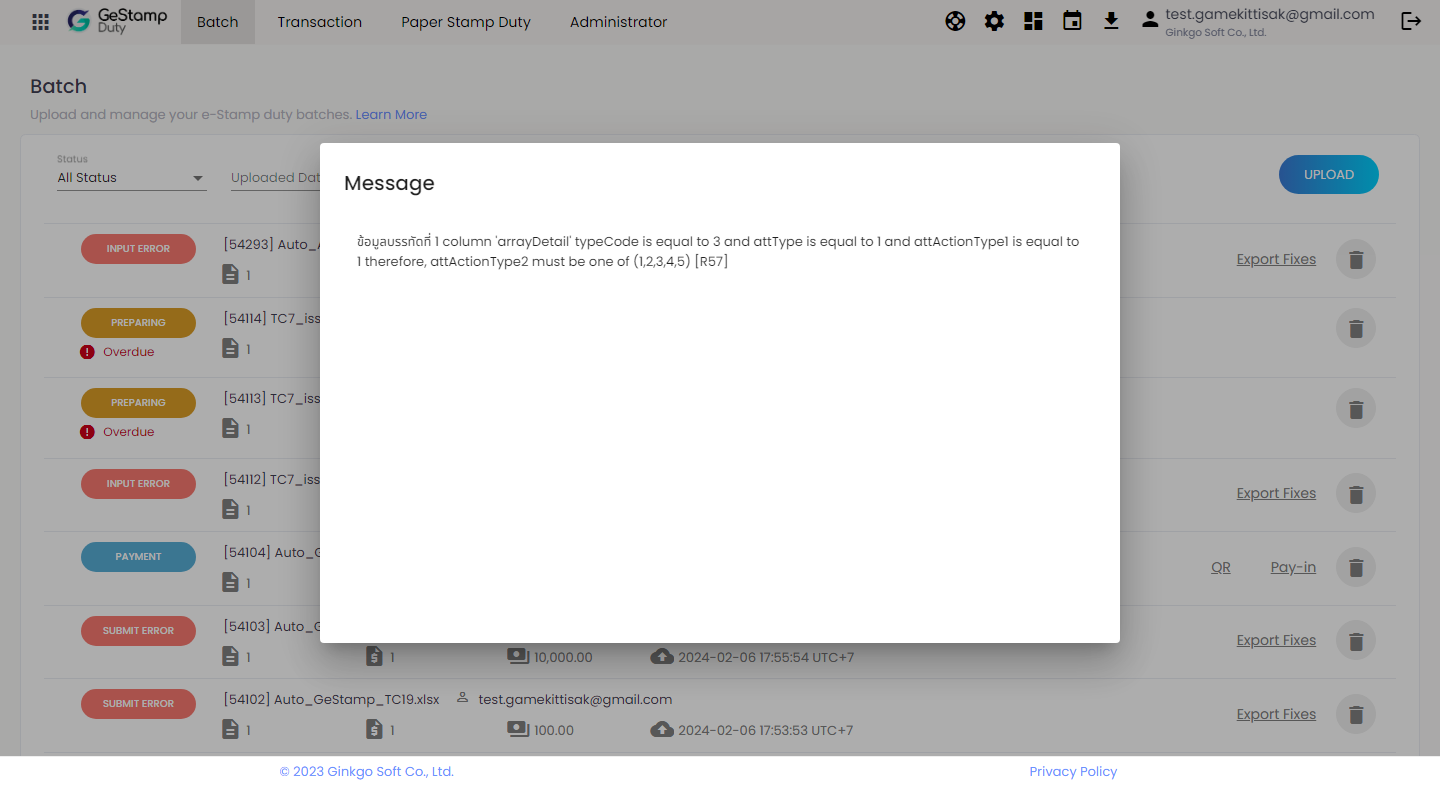 GeStamp
Duty
Batch
Transaction
Paper Stamp Duty
Administrator
test.gamekittisak@gmail.com
Ginkgo Soft Co., Ltd.
Batch
Upload and manage your e-Stamp duty batches. Learn More
Status
All Status
Uploaded Dat
UPLOAD
Message
ข้อมูลบรรทัดที่ 1 column 'arrayDetail' typeCode is equal to 3 and attType is equal to 1 and attActionType1 is equal to
1 therefore, attActionType2 must be one of (1,2,3,4,5) [R57]
INPUT ERROR
[54293] Auto_
1
Export Fixes
PREPARING
[54114] TC7_iss
Overdue
1
PREPARING
[54113] TC7_iss
Overdue
1
INPUT ERROR
[54112] TC7_iss
1
Export Fixes
PAYMENT
[54104] Auto_G
1
QR
Pay-in
SUBMIT ERROR
[54103] Auto_G
1
1
10,000.00
2024-02-06 17:55:54 UTC+7
Export Fixes
SUBMIT ERROR
[54102] Auto_GeStamp_TC19.xlsx
test.gamekittisak@gmail.com
1
1
100.00
2024-02-06 17:53:53 UTC+7
Export Fixes
© 2023 Ginkgo Soft Co., Ltd.
Privacy Policy